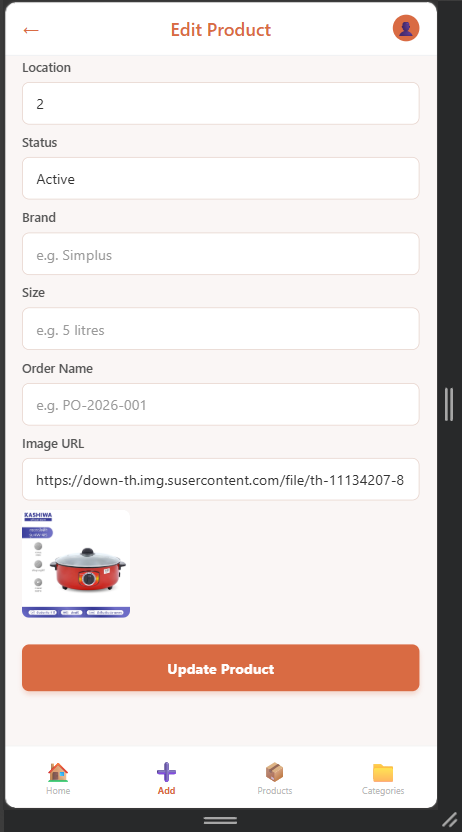 ←
Edit Product
Location
2
Status
Active
Brand
e.g. Simplus
Size
e.g. 5 litres
Order Name
e.g. PO-2026-001
Image URL
https://down-th.img.susercontent.com/file/th-11134207-8
KASHIWA
Update Product
Home
Add
Products
Categories